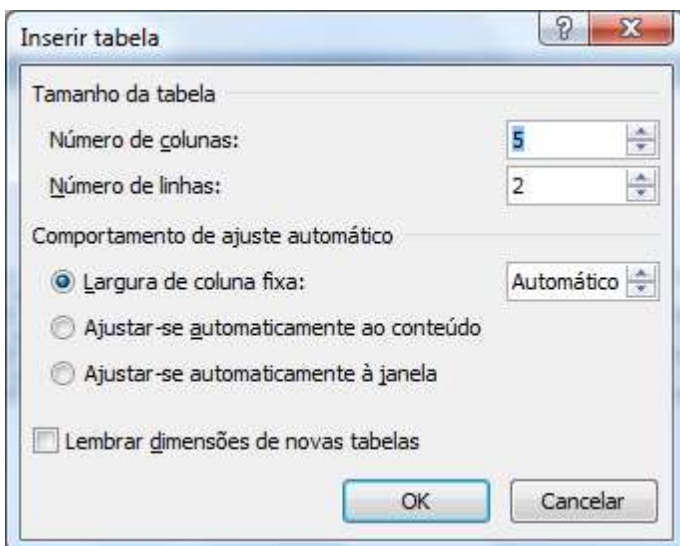 Inserir tabela
Tamanho da tabela
Número de colunas: 5
Número de linhas: 2
Comportamento de ajuste automático
Largura de coluna fixa: Automático
Ajustar-se automaticamente ao conteúdo
Ajustar-se automaticamente à janela
Lembrar dimensões de novas tabelas
OK Cancelar